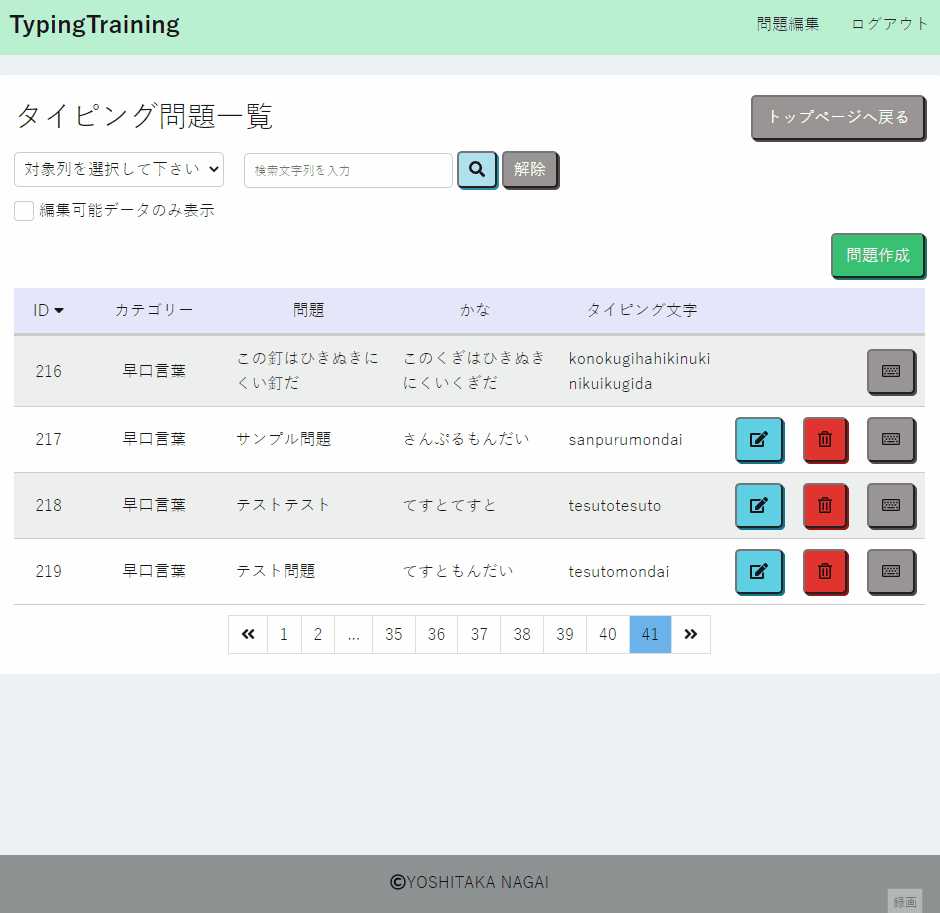 TypingTraining
問題編集 ログアウト
タイピング問題一覧
トップページへ戻る
対象列を選択して下さい 検索文字列を入力 解除
編集可能データのみ表示
問題作成
ID カテゴリー 問題 かな タイピング文字
216 早口言葉 この釘はひきぬきに このくぎはひきぬき konokugihahikinuki
くい釘だ にくいくぎだ nikuikugida
217 早口言葉 サンプル問題 さんぷるもんだい sanpurumondai
218 早口言葉 テストテスト てすとてすと tesutotesuto
219 早口言葉 テスト問題 てすともんだい tesutomondai
« 1 2 ... 35 36 37 38 39 40 41 »
©YOSHITAKA NAGAI
録画